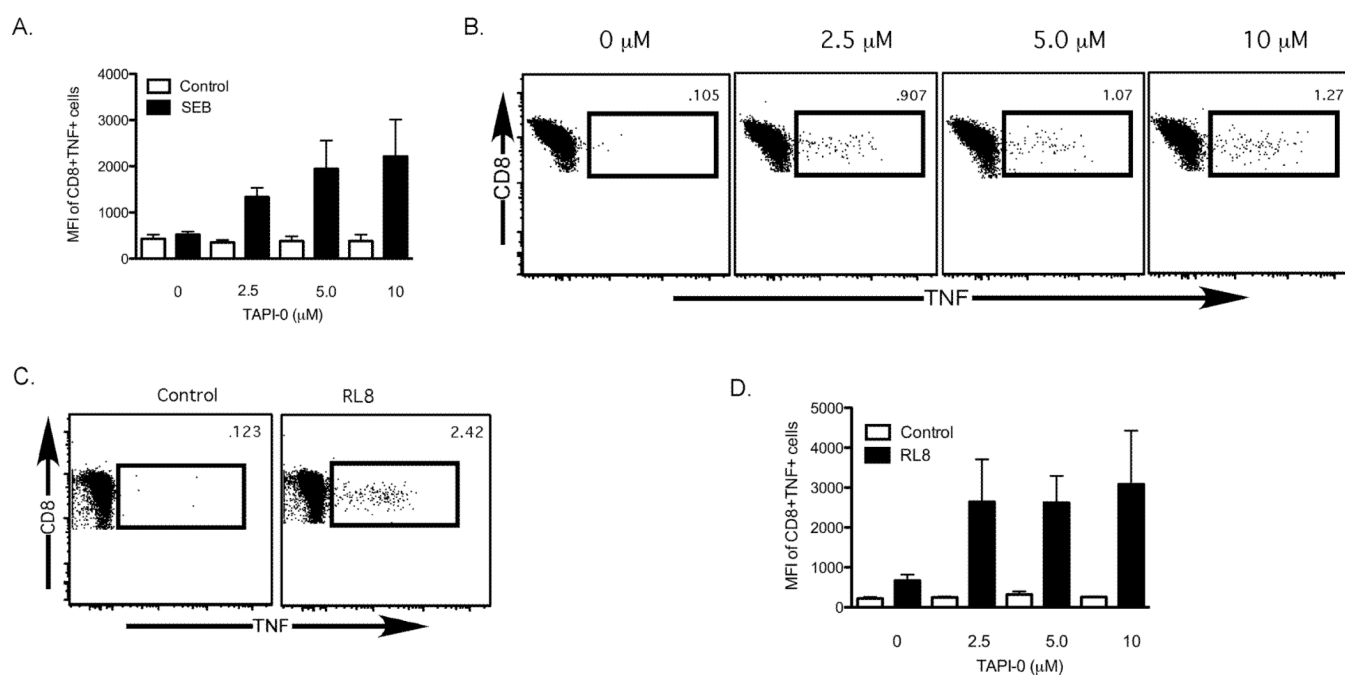 A.
4000
3000
2000
1000
0
MFI of CD8+TNF+ cells
Control
SEB
0 2.5 5.0 10
TAPI-0 (μM)
B.
0 μM 2.5 μM 5.0 μM 10 μM
.105 .907 1.07 1.27
CD8
TNF
C.
Control RL8
.123 2.42
CD8
TNF
D.
5000
4000
3000
2000
1000
0
MFI of CD8+TNF+ cells
Control
RL8
0 2.5 5.0 10
TAPI-0 (μM)